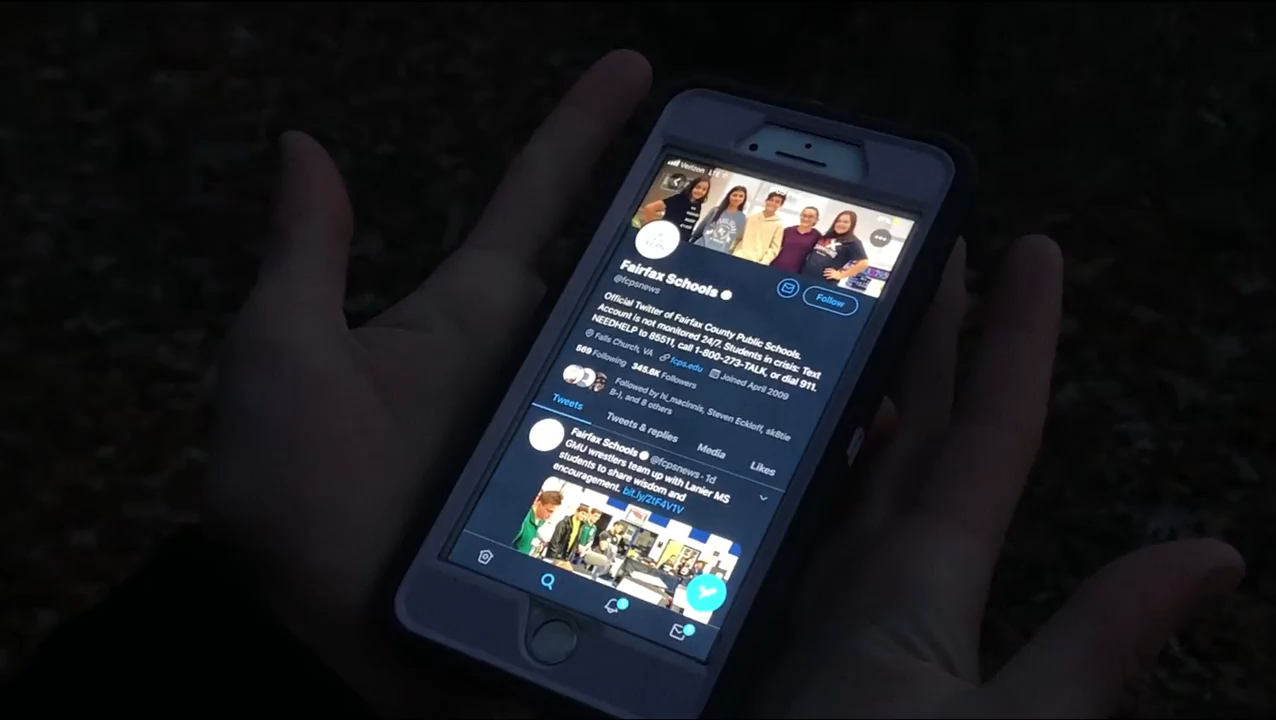 Verizon LTE
Fairfax Schools
@fcpsnews
Follow
Official Twitter of Fairfax County Public Schools.
Account is not monitored 24/7. Students in crisis: Text
NEEDHELP to 85511, call 1-800-273-TALK, or dial 911.
Falls Church, VA fcps.edu Joined April 2009
569 Following 345.6K Followers
Followed by hi_macinnis, Steven Eckloff, sk8tie
B-), and 8 others
Tweets Tweets & replies Media Likes
Fairfax Schools @fcpsnews · 1d
GMU wrestlers team up with Lanier MS
students to share wisdom and
encouragement. bit.ly/2tF4V1V